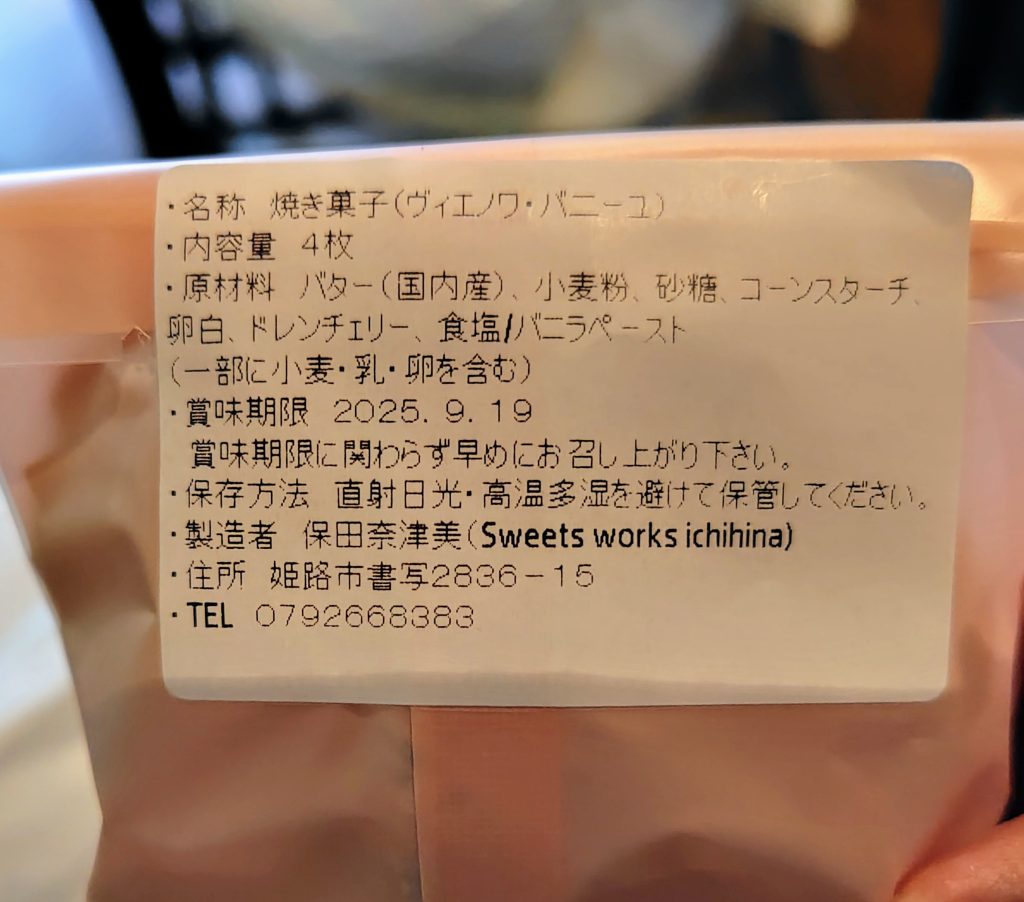 ・名称　焼き菓子(ヴィエノワ・バニーユ)
・内容量　4枚
・原材料　バター(国内産)、小麦粉、砂糖、コーンスターチ、
卵白、ドレンチェリー、食塩/バニラペースト
(一部に小麦・乳・卵を含む)
・賞味期限　2025. 9. 19
賞味期限に関わらず早めにお召し上がり下さい。
・保存方法　直射日光・高温多湿を避けて保管してください。
・製造者　保田奈津美(Sweets works ichihina)
・住所　姫路市書写2836－15
・TEL　0792668383